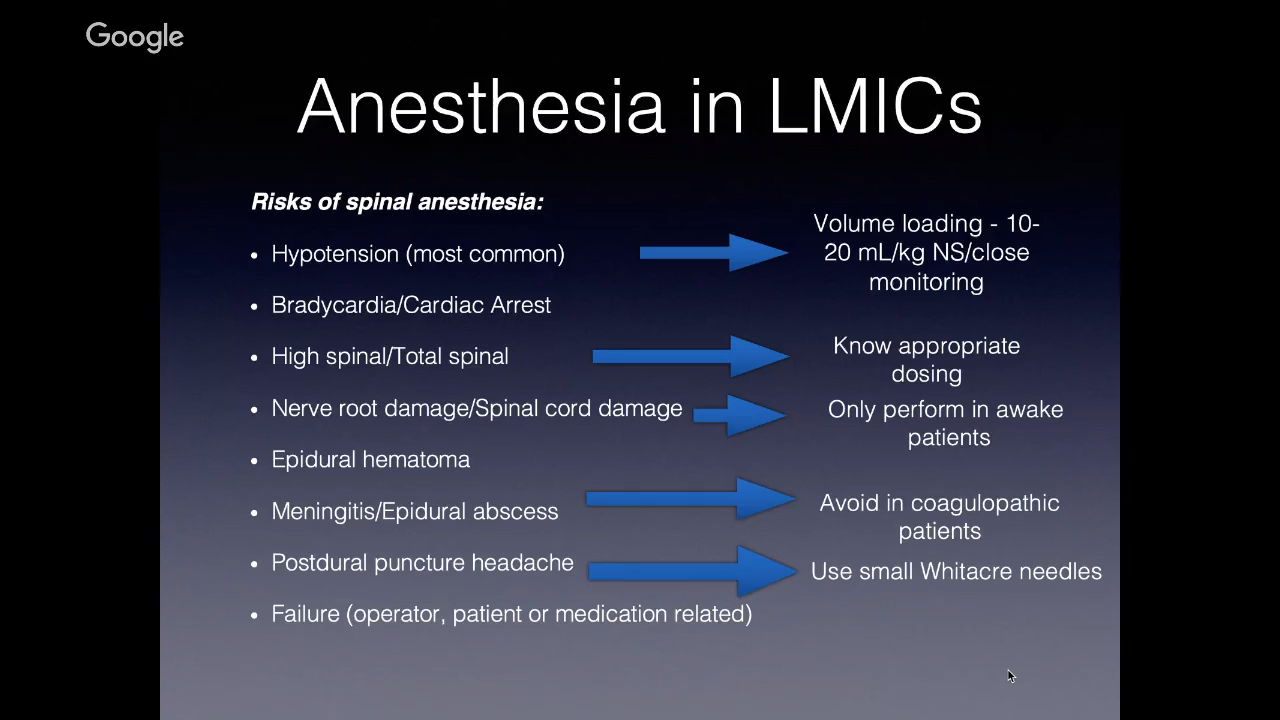 Google
Anesthesia in LMICs
Risks of spinal anesthesia:
• Hypotension (most common)
Volume loading - 10-
20 mL/kg NS/close
monitoring
• Bradycardia/Cardiac Arrest
• High spinal/Total spinal
Know appropriate
dosing
• Nerve root damage/Spinal cord damage
Only perform in awake
patients
• Epidural hematoma
• Meningitis/Epidural abscess
Avoid in coagulopathic
patients
• Postdural puncture headache
Use small Whitacre needles
• Failure (operator, patient or medication related)